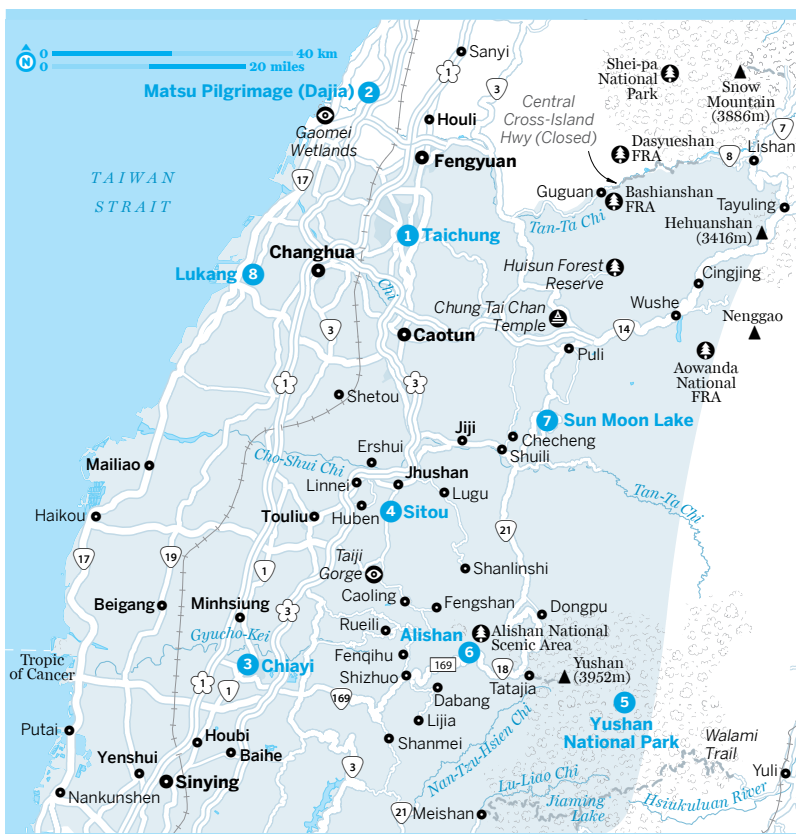 0
40 km
N
0
20 miles
Sanyi
1
3
Shei-pa
National
Park
Snow
Mountain
(3886m)
Matsu Pilgrimage (Dajia) 2
Gaomei
Wetlands
Houli
Central
Cross-Island
Hwy (Closed)
7
Dasyueshan
FRA
8
Lishan
Fengyuan
17
TAIWAN
STRAIT
Guguan
Bashianshan
FRA
Tayuling
Tan-Ta Chi
Hehuanshan
(3416m)
1 Taichung
Changhua
Lukang 8
Huisun Forest
Reserve
Cingjing
Chi
Chung Tai Chan
Temple
Wushe
Nenggao
3
Caotun
14
Puli
Aowanda
National
FRA
1
3
Shetou
7 Sun Moon Lake
Jiji
Checheng
Shuili
Ershui
Mailiao
Cho-Shui Chi
Linnei
Jhushan
Lugu
Tan-Ta Chi
Haikou
Touliu
Huben
4 Sitou
21
17
19
1
Taiji
Gorge
Shanlinshi
Caoling
Fengshan
Beigang
Minhsiung
3
Dongpu
Rueili
Gyucho-Kei
Alishan
6
Alishan National
Scenic Area
Tropic
of Cancer
3 Chiayi
Fenqihu
169
18
Yushan
(3952m)
Shizhuo
Tatajia
1
1
169
Dabang
5
Yushan
National Park
Putai
Lijia
Houbi
Shanmei
Nan-Tzu-Hsien Chi
Walami
Trail
Yenshui
Baihe
3
Yuli
Sinying
Lu-Liao Chi
Nankunshen
Jiaming
Lake
Hsiukuluan River
21
Meishan